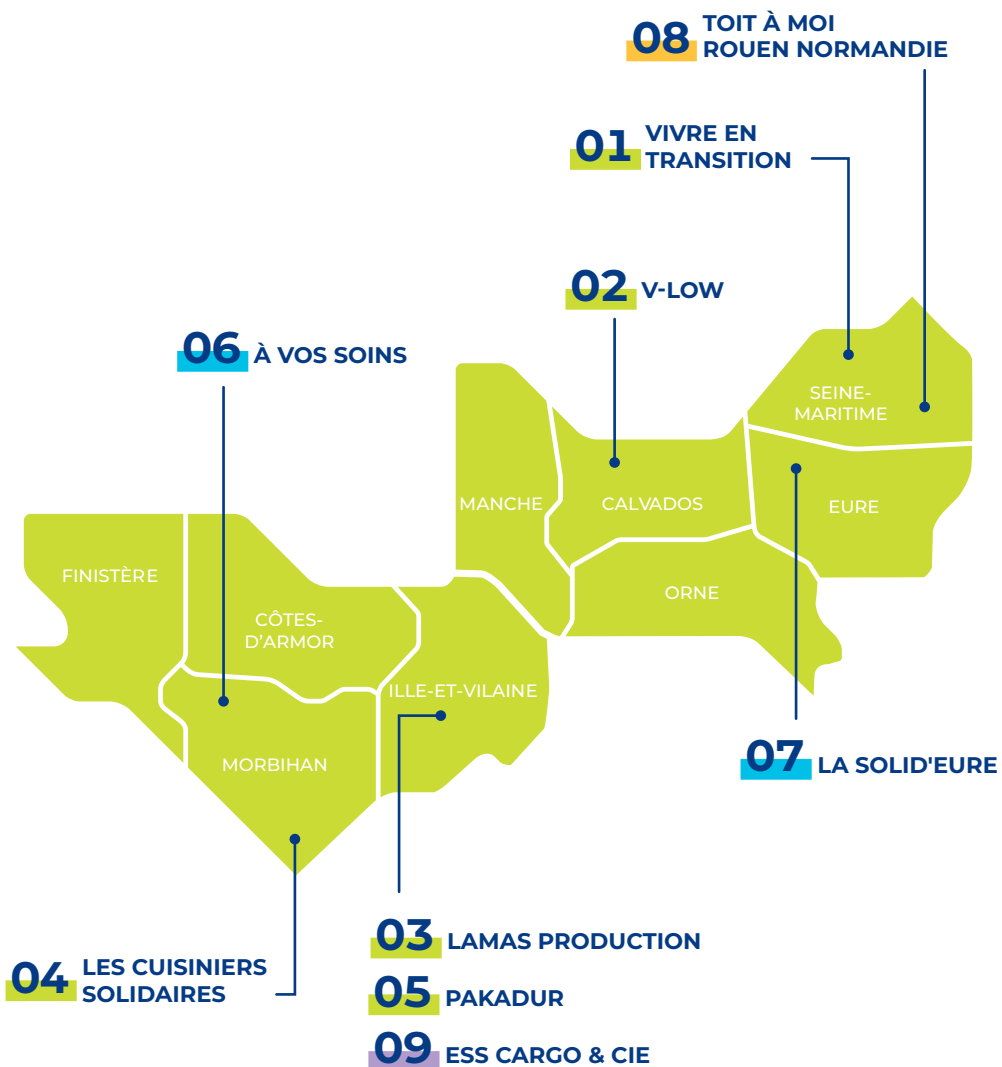 08 TOIT À MOI
ROUEN NORMANDIE
01 VIVRE EN
TRANSITION
02 V-LOW
06 À VOS SOINS
SEINE-
MARITIME
MANCHE
CALVADOS
EURE
FINISTÈRE
ORNE
CÔTES-
D'ARMOR
ILLE-ET-VILAINE
MORBIHAN
07 LA SOLID'EURE
03 LAMAS PRODUCTION
04 LES CUISINIERS
SOLIDAIRES
05 PAKADUR
09 ESS CARGO & CIE